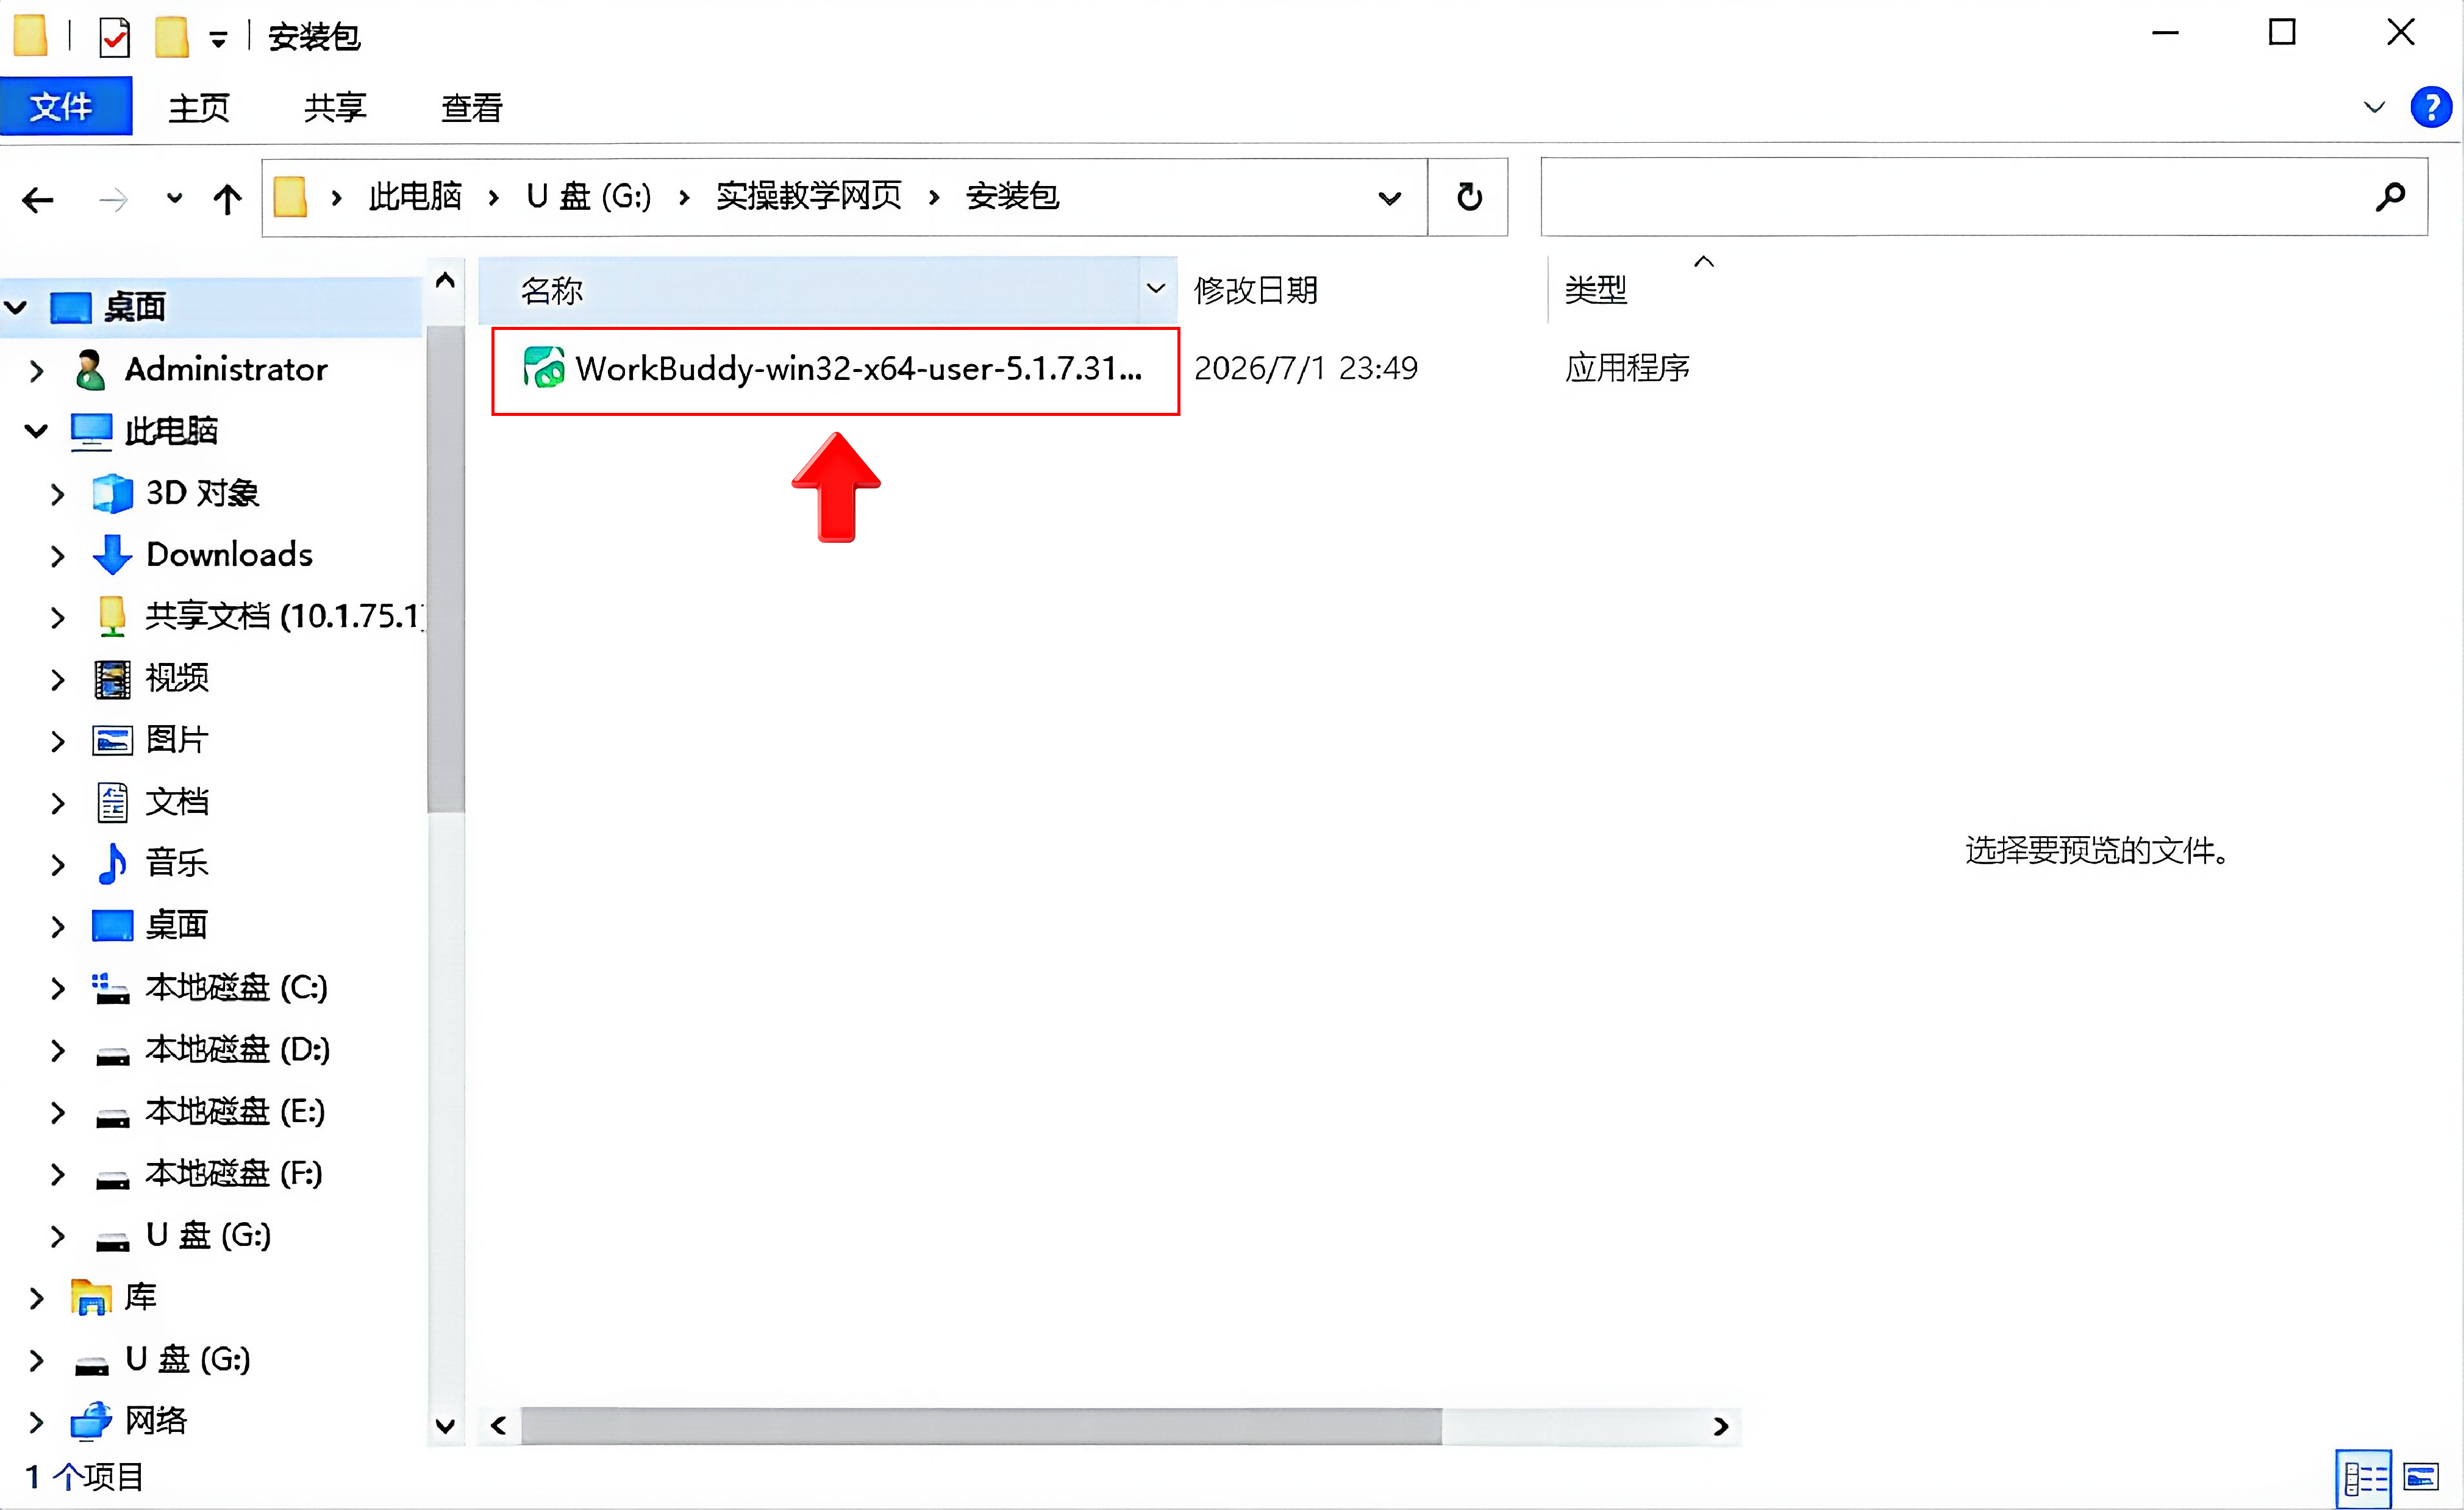 安装包
文件 主页 共享 查看
此电脑 U 盘 (G:) 实操教学网页 安装包
名称 修改日期 类型
WorkBuddy-win32-x64-user-5.1.7.31... 2026/7/1 23:49 应用程序
桌面
Administrator
此电脑
3D 对象
Downloads
共享文档 (10.1.75.1)
视频
图片
文档
音乐
桌面
本地磁盘 (C:)
本地磁盘 (D:)
本地磁盘 (E:)
本地磁盘 (F:)
U 盘 (G:)
库
U 盘 (G:)
网络
选择要预览的文件。
1 个项目